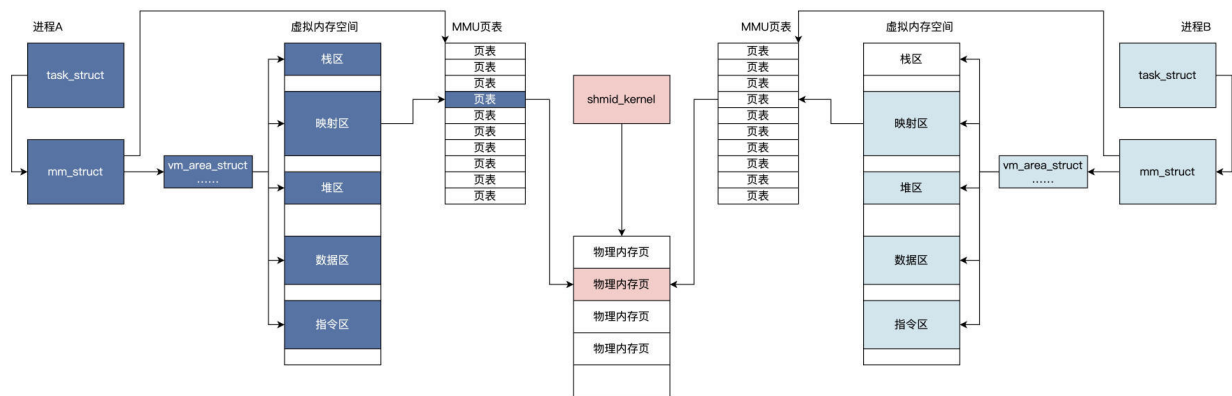 进程A
虚拟内存空间
MMU页表
MMU页表
虚拟内存空间
进程B
task_struct
mm_struct
vm_area_struct
……
栈区
映射区
堆区
数据区
指令区
页表
页表
页表
页表
页表
页表
页表
页表
页表
页表
shmid_kernel
物理内存页
物理内存页
物理内存页
物理内存页
页表
页表
页表
页表
页表
页表
页表
页表
页表
页表
栈区
映射区
堆区
数据区
指令区
vm_area_struct
……
task_struct
mm_struct